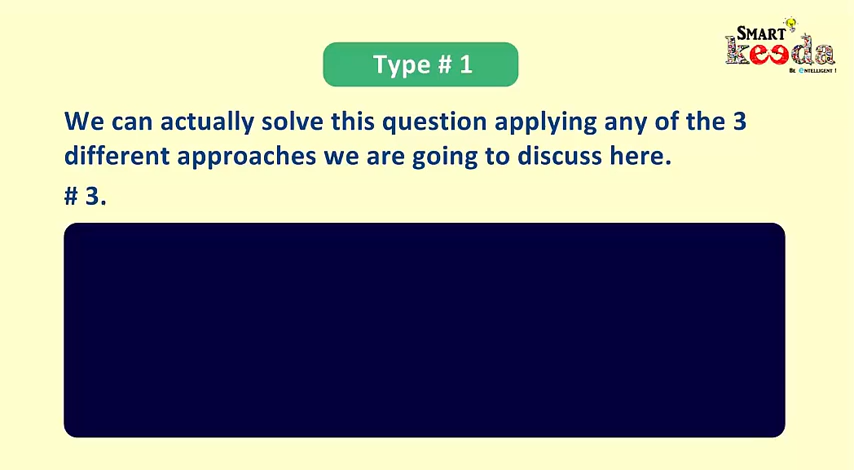 SMART
keeda
BE eNTELLIGENT !
Type # 1
We can actually solve this question applying any of the 3
different approaches we are going to discuss here.
# 3.